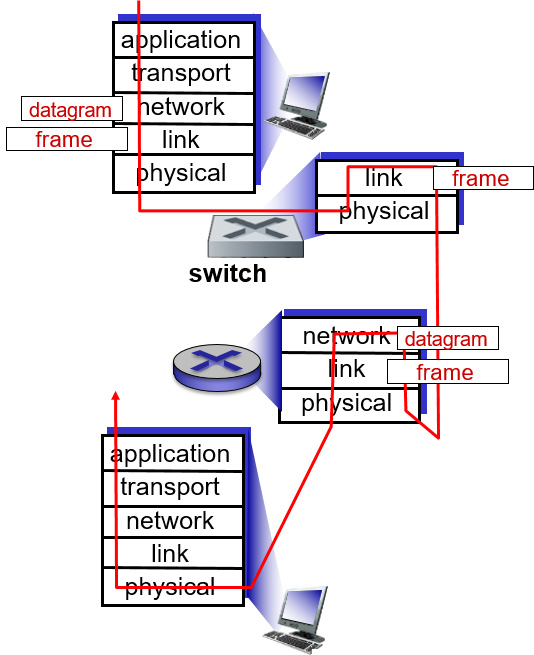 application
transport
datagram network
frame link
physical
link frame
physical
switch
network datagram
link frame
physical
application
transport
network
link
physical